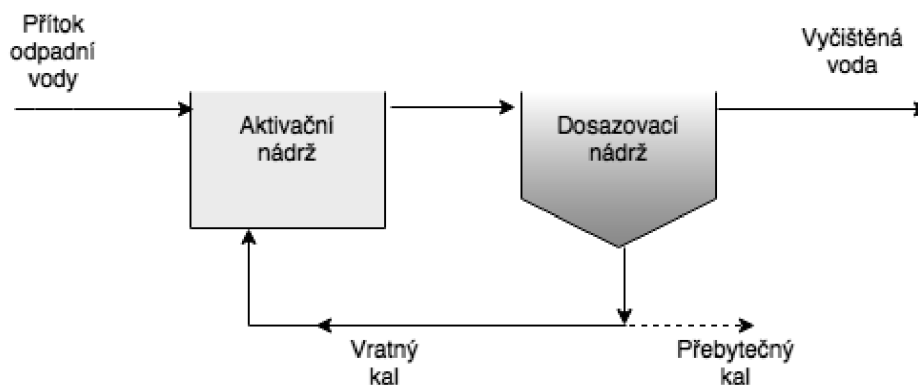 Přítok
odpadní
vody
Aktivační
nádrž
Dosazovací
nádrž
Vyčištěná
voda
Vratný
kal
Přebytečný
kal